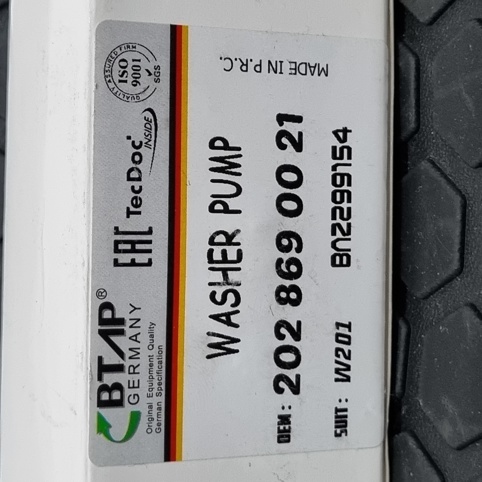 BTAP®
GERMANY
Original Equipment Quality
German Specification
EAC
TecDoc
INSIDE
ASSURED FIRM
ISO
9001
QUALITY
SGS
WASHER PUMP
OEM: 202 869 00 21
SUIT: W201 BN2299154
MADE IN P.R.C.